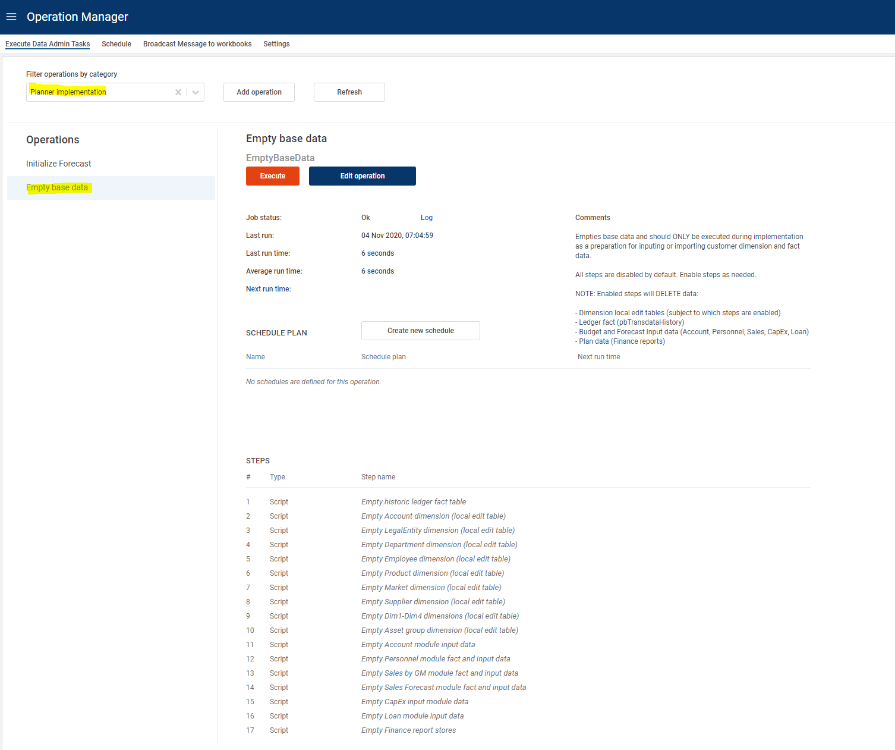 Operation Manager
Execute Data Admin Tasks Schedule Broadcast Message to workbooks Settings
Filter operations by category
Planner implementation Add operation Refresh
Operations
Initialize Forecast
Empty base data
Empty base data
EmptyBaseData
Execute Edit operation
Job status: Ok Log
Last run: 04 Nov 2020, 07:04:59
Last run time: 6 seconds
Average run time: 6 seconds
Next run time:
Comments
Empties base data and should ONLY be executed during implementation
as a preparation for inputing or importing customer dimension and fact
data.
All steps are disabled by default. Enable steps as needed.
NOTE: Enabled steps will DELETE data:
- Dimension local edit tables (subject to which steps are enabled)
- Ledger fact (pbTransdataHistory)
- Budget and Forecast Input data (Account, Personnel, Sales, CapEx, Loan)
- Plan data (Finance reports)
SCHEDULE PLAN Create new schedule
Name Schedule plan Next run time
No schedules are defined for this operation.
STEPS
# Type Step name
1 Script Empty historic ledger fact table
2 Script Empty Account dimension (local edit table)
3 Script Empty LegalEntity dimension (local edit table)
4 Script Empty Department dimension (local edit table)
5 Script Empty Employee dimension (local edit table)
6 Script Empty Product dimension (local edit table)
7 Script Empty Market dimension (local edit table)
8 Script Empty Supplier dimension (local edit table)
9 Script Empty Dim1-Dim4 dimensions (local edit table)
10 Script Empty Asset group dimension (local edit table)
11 Script Empty Account module input data
12 Script Empty Personnel module fact and input data
13 Script Empty Sales by GM module fact and input data
14 Script Empty Sales Forecast module fact and input data
15 Script Empty CapEx input module data
16 Script Empty Loan module input data
17 Script Empty Finance report stores